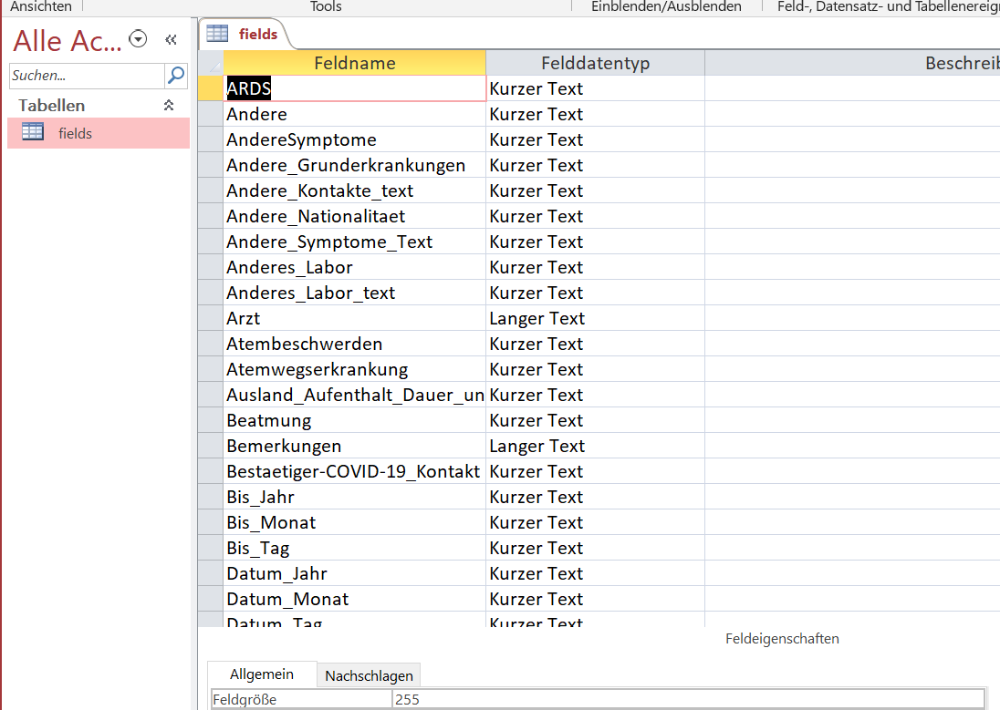 Ansichten Tools Einblenden/Ausblenden Feld-, Datensatz- und Tabellenereig
Alle Ac...
fields
Suchen...
Tabellen
fields
Feldname Felddatentyp Beschreib
ARDS Kurzer Text
Andere Kurzer Text
AndereSymptome Kurzer Text
Andere_Grunderkrankungen Kurzer Text
Andere_Kontakte_text Kurzer Text
Andere_Nationalitaet Kurzer Text
Andere_Symptome_Text Kurzer Text
Anderes_Labor Kurzer Text
Anderes_Labor_text Kurzer Text
Arzt Langer Text
Atembeschwerden Kurzer Text
Atemwegserkrankung Kurzer Text
Ausland_Aufenthalt_Dauer_un Kurzer Text
Beatmung Kurzer Text
Bemerkungen Langer Text
Bestaetiger-COVID-19_Kontakt Kurzer Text
Bis_Jahr Kurzer Text
Bis_Monat Kurzer Text
Bis_Tag Kurzer Text
Datum_Jahr Kurzer Text
Datum_Monat Kurzer Text
Datum_Tag Kurzer Text
Feldeigenschaften
Allgemein Nachschlagen
Feldgröße 255